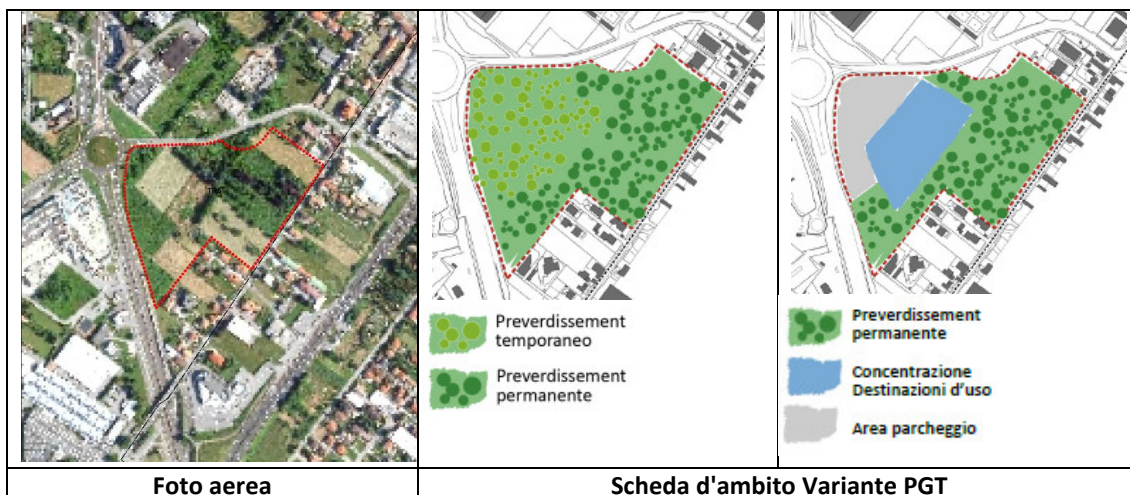 Preverdissement
temporaneo
Preverdissement
permanente
Preverdissement
permanente
Concentrazione
Destinazioni d'uso
Area parcheggio
Foto aerea
Scheda d'ambito Variante PGT